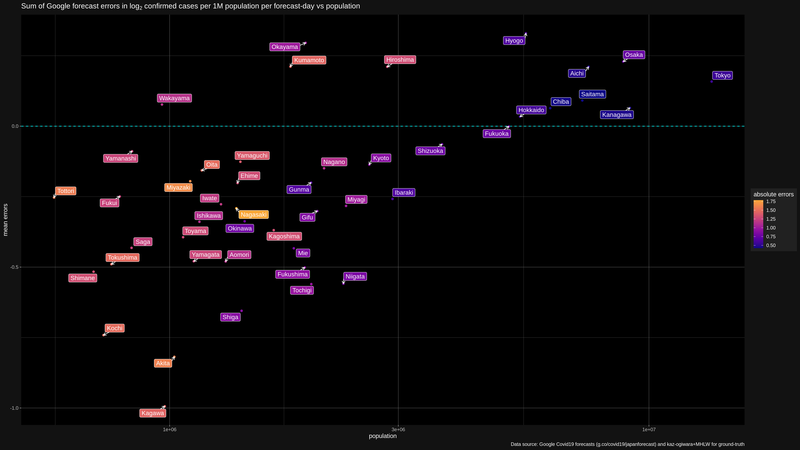 Sum of Google forecast errors in log2 confirmed cases per 1M population per forecast-day vs population
Hyogo
Okayama
Osaka
Kumamoto
Hiroshima
Aichi
Tokyo
Wakayama
Saitama
Chiba
Hokkaido
Kanagawa
0.0
Fukuoka
Shizuoka
Yamanashi
Yamaguchi
Kyoto
Oita
Nagano
Ehime
Tottori
Miyazaki
Gunma
Ibaraki
Fukui
Iwate
Miyagi
Ishikawa
Nagasaki
Gifu
Okinawa
Toyama
Kagoshima
Saga
Tokushima
Yamagata
Aomori
Mie
-0.5
Shimane
Fukushima
Niigata
Tochigi
Shiga
Kochi
Akita
-1.0
Kagawa
mean errors
1e+06
3e+06
1e+07
population
absolute errors
1.75
1.50
1.25
1.00
0.75
0.50
Data source: Google Covid19 forecasts (g.co/covid19/japanforecast) and kaz-ogiwara+MHLW for ground-truth